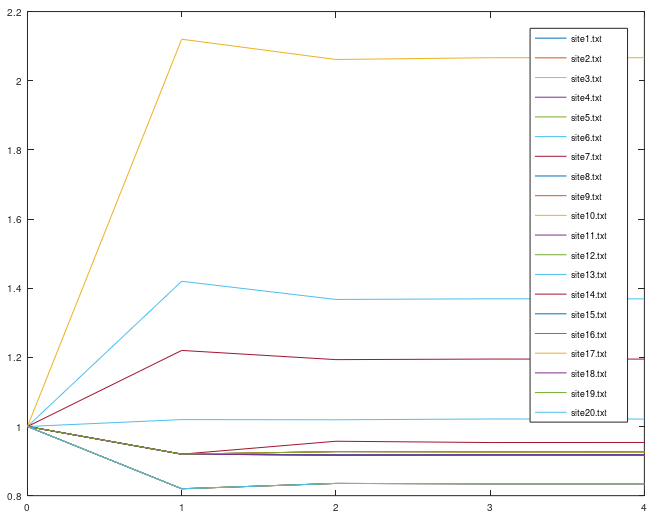 2.2
2
1.8
1.6
1.4
1.2
1
0.8
0
1
2
3
4
site1.txt
site2.txt
site3.txt
site4.txt
site5.txt
site6.txt
site7.txt
site8.txt
site9.txt
site10.txt
site11.txt
site12.txt
site13.txt
site14.txt
site15.txt
site16.txt
site17.txt
site18.txt
site19.txt
site20.txt